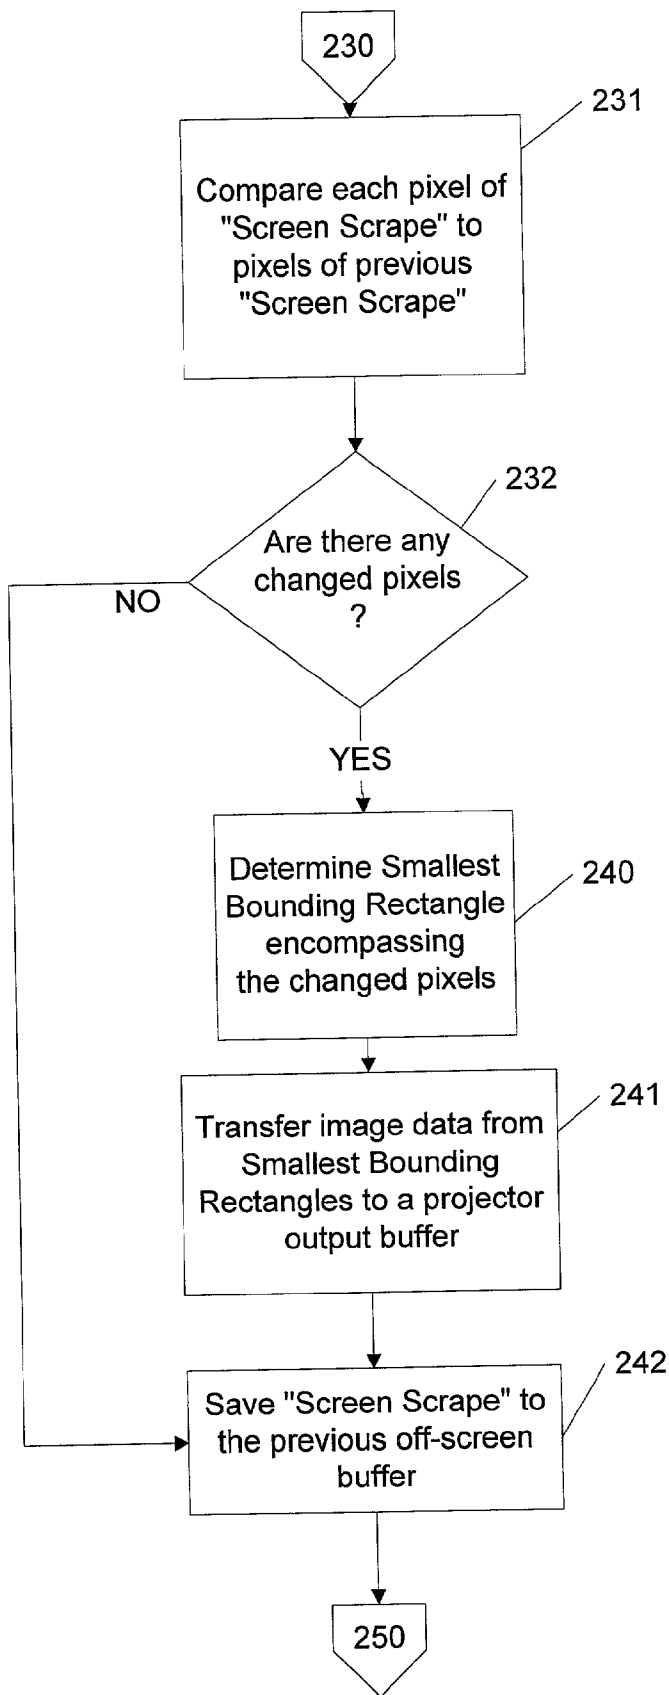 230
231
Compare each pixel of
"Screen Scrape" to
pixels of previous
"Screen Scrape"
232
Are there any
changed pixels
?
NO
YES
240
Determine Smallest
Bounding Rectangle
encompassing
the changed pixels
241
Transfer image data from
Smallest Bounding
Rectangles to a projector
output buffer
242
Save "Screen Scrape" to
the previous off-screen
buffer
250